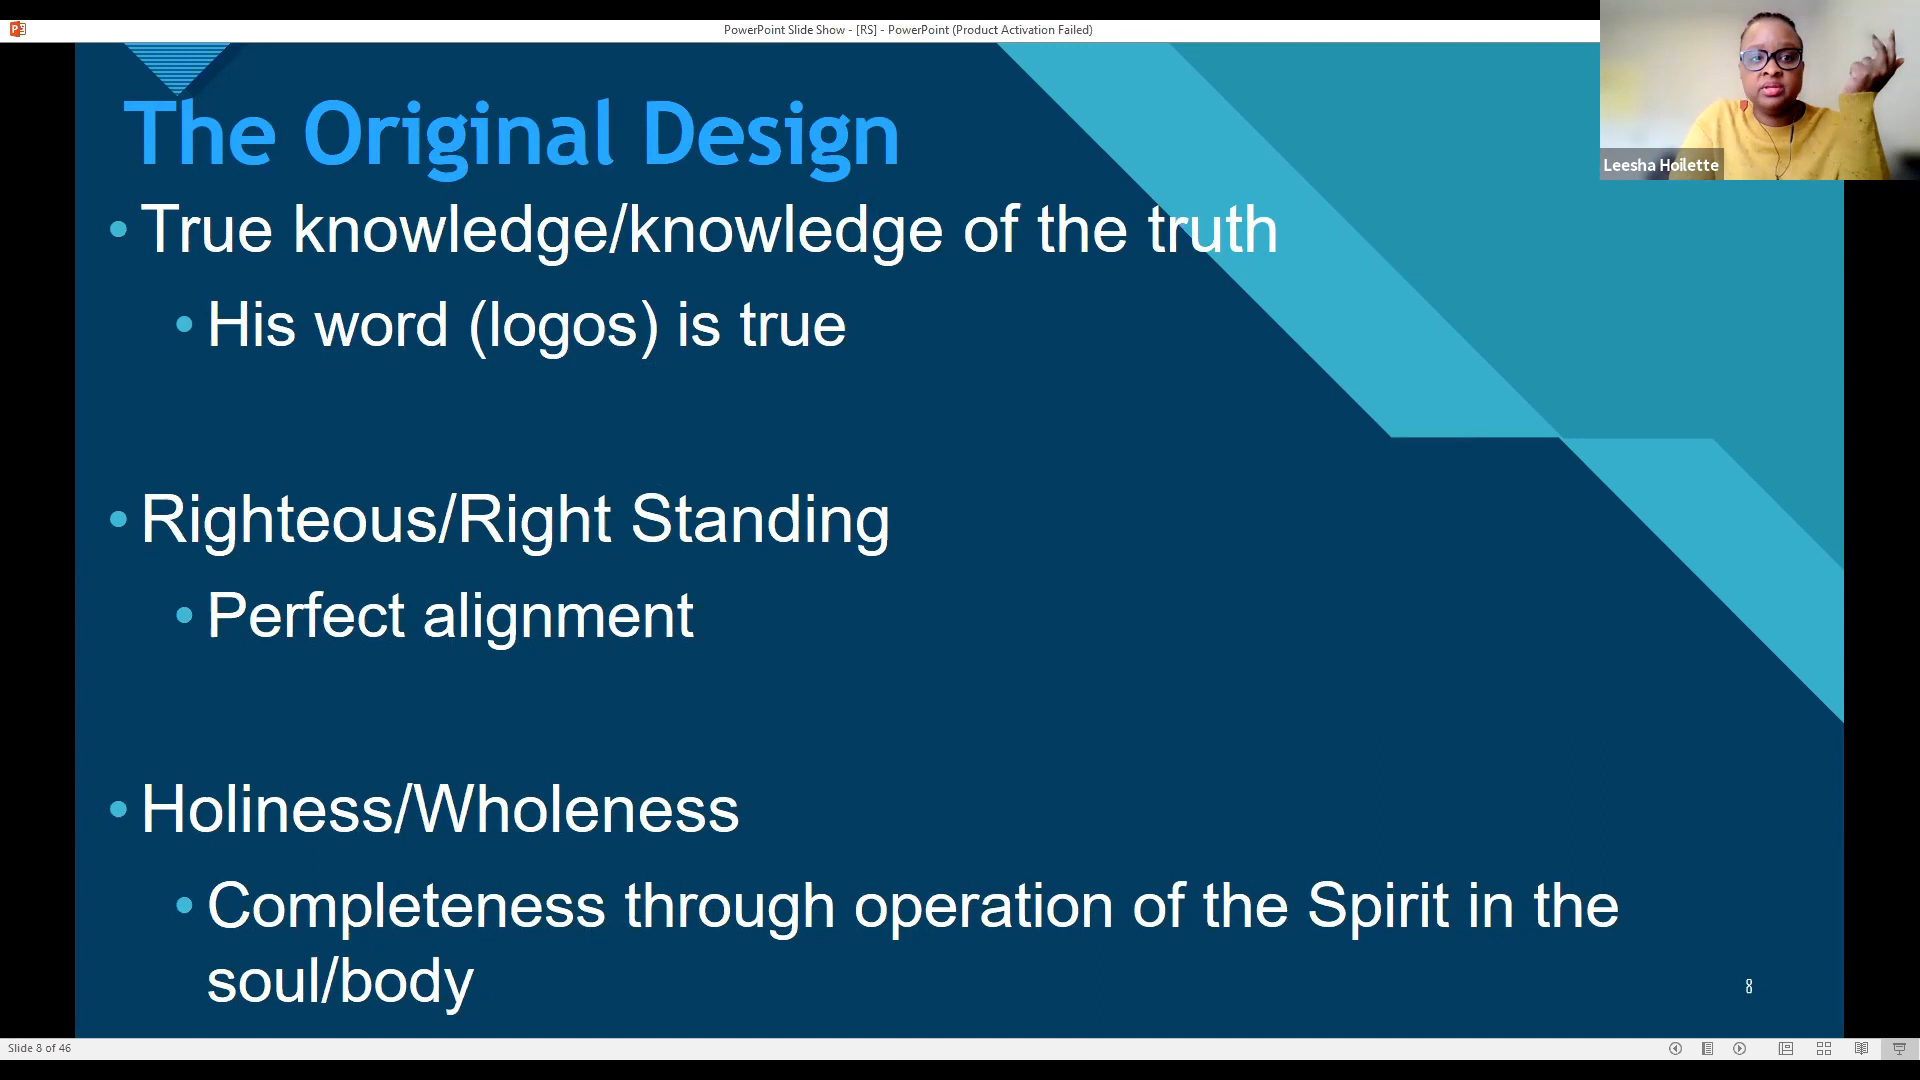 PowerPoint Slide Show - [RS] - PowerPoint (Product Activation Failed)
Leesha Hoilette
The Original Design
• True knowledge/knowledge of the truth
• His word (logos) is true
• Righteous/Right Standing
• Perfect alignment
• Holiness/Wholeness
• Completeness through operation of the Spirit in the
soul/body
8
Slide 8 of 46